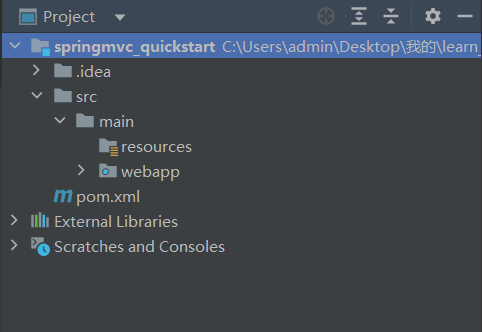 Project
springmvc_quickstart C:\Users\admin\Desktop\我的\learn_
.idea
src
main
resources
webapp
pom.xml
External Libraries
Scratches and Consoles